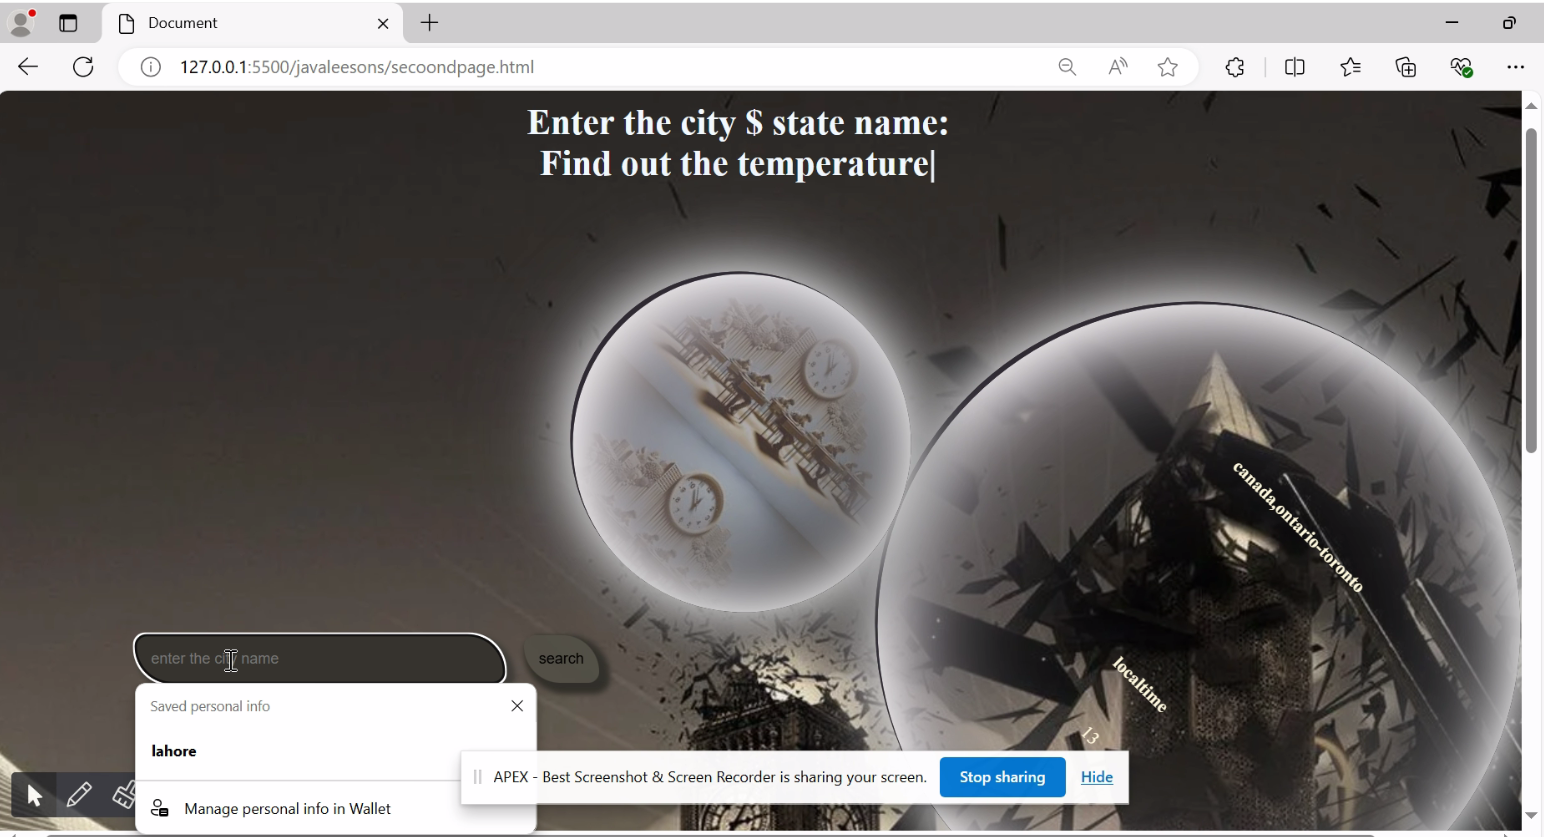 Document
127.0.0.1:5500/javaleesons/secoondpage.html
Enter the city $ state name:
Find out the temperature|
canada,ontario-toronto
enter the city name
search
localtime
Saved personal info
13
lahore
APEX - Best Screenshot & Screen Recorder is sharing your screen.
Stop sharing
Hide
Manage personal info in Wallet